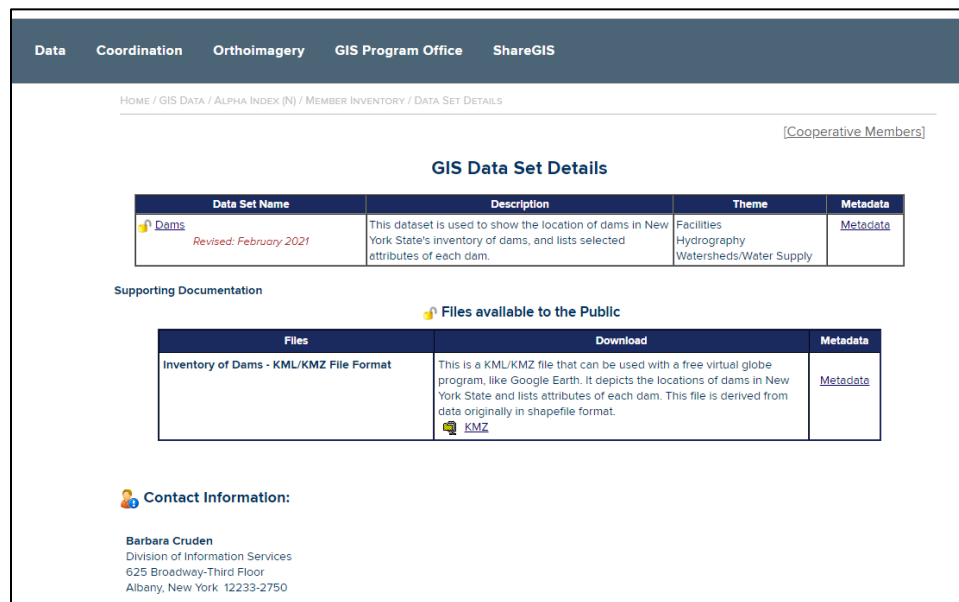 Data Coordination Orthoimagery GIS Program Office ShareGIS
HOME / GIS DATA / ALPHA INDEX (N) / MEMBER INVENTORY / DATA SET DETAILS
[Cooperative Members]
GIS Data Set Details
Data Set Name Description Theme Metadata
Dams This dataset is used to show the location of dams in New Facilities Metadata
Revised: February 2021 York State's inventory of dams, and lists selected Hydrography
attributes of each dam. Watersheds/Water Supply
Supporting Documentation
Files available to the Public
Files Download Metadata
Inventory of Dams - KML/KMZ File Format This is a KML/KMZ file that can be used with a free virtual globe
program, like Google Earth. It depicts the locations of dams in New Metadata
York State and lists attributes of each dam. This file is derived from
data originally in shapefile format.
KMZ
Contact Information:
Barbara Cruden
Division of Information Services
625 Broadway-Third Floor
Albany, New York 12233-2750